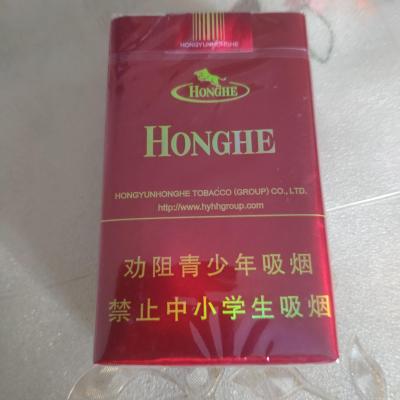 HONGYUNHONGHE
HONGHE
HONGHE
HONGYUNHONGHE TOBACCO (GROUP) CO., LTD.
http://www.hyhhgroup.com
劝阻青少年吸烟
禁止中小学生吸烟